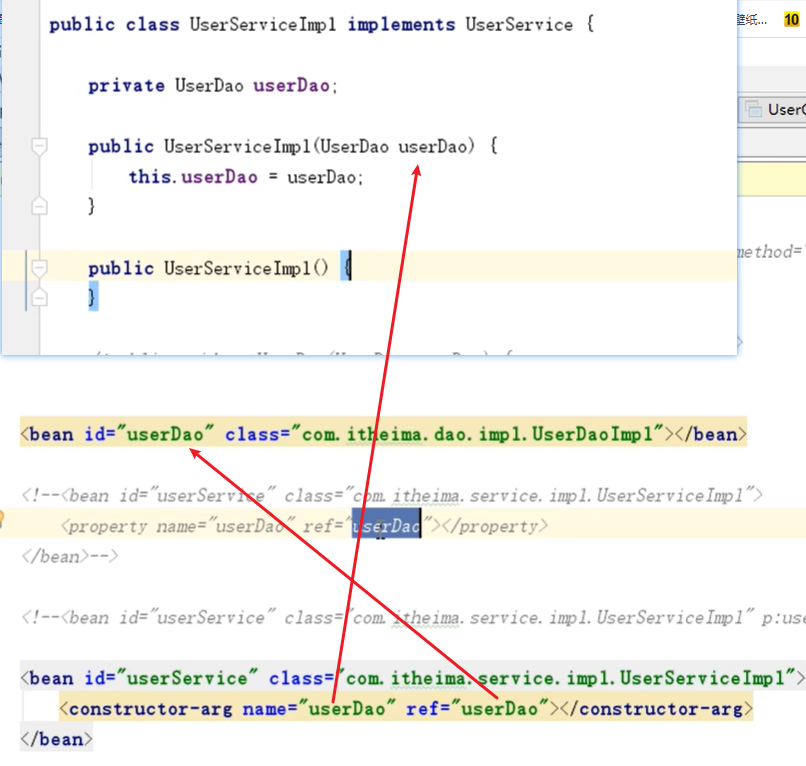 public class UserServiceImpl implements UserService {
壁纸...
10
private UserDao userDao;
public UserServiceImpl(UserDao userDao) {
this.userDao = userDao;
}
public UserServiceImpl() {
}
method="
<bean id="userDao" class="com.itheima.dao.impl.UserDaoImpl"></bean>
<!--<bean id="userService" class="com.itheima.service.impl.UserServiceImpl">
<property name="userDao" ref="userDao"></property>
</bean>-->
<!--<bean id="userService" class="com.itheima.service.impl.UserServiceImpl" p:use
<bean id="userService" class="com.itheima.service.impl.UserServiceImpl">
<constructor-arg name="userDao" ref="userDao"></constructor-arg>
</bean>